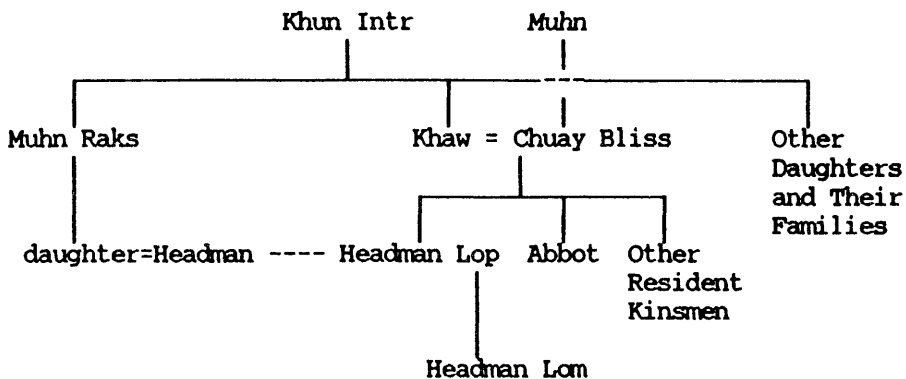 Khun Intr Muhn
Muhn Raks Khaw = Chuay Bliss Other
Daughters
and Their
Families
daughter=Headman ---- Headman Lop Abbot Other
Resident
Kinsmen
Headman Lom